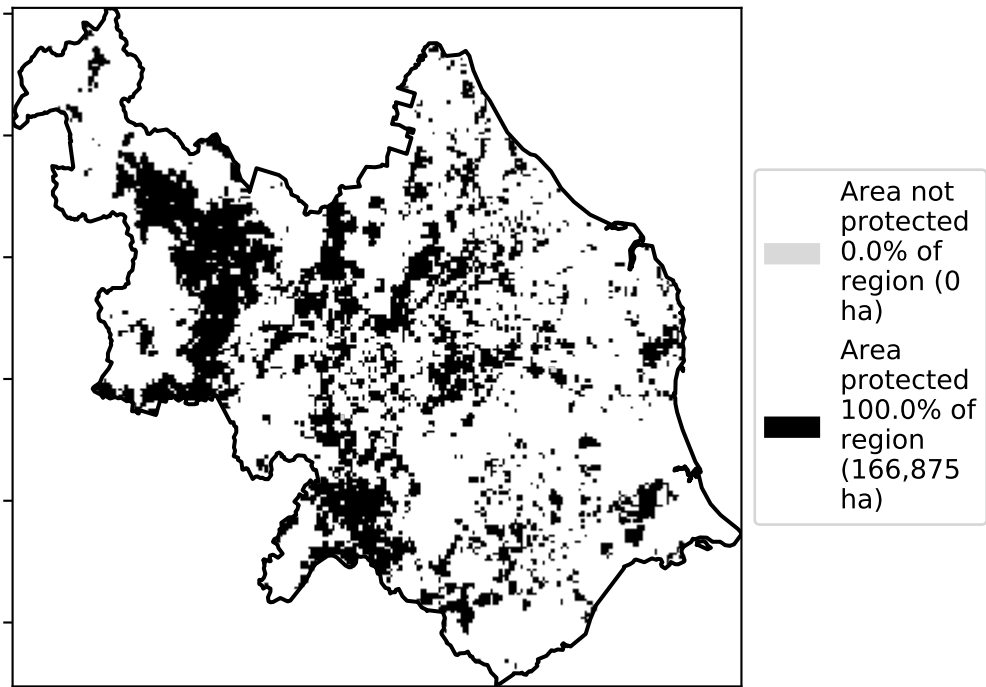 Area not
protected
0.0% of
region (0
ha)
Area
protected
100.0% of
region
(166,875
ha)